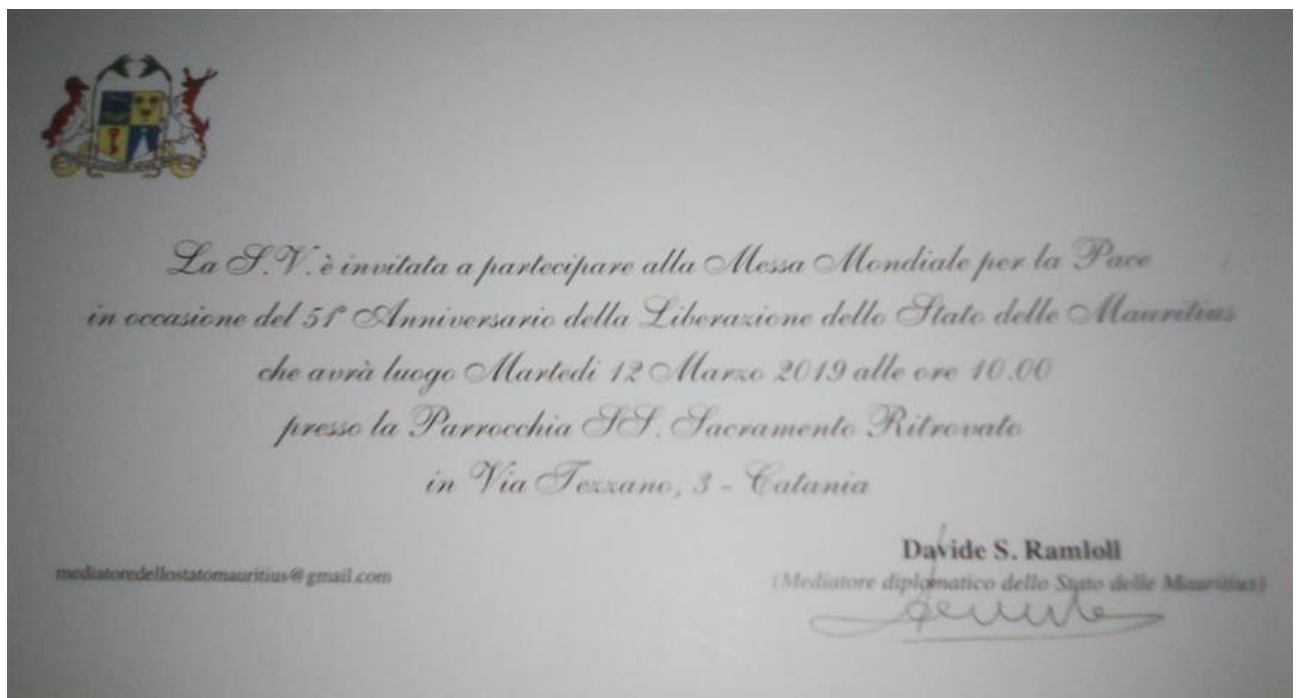 La S.V. è invitata a partecipare alla Messa Mondiale per la Pace
in occasione del 51° Anniversario della Liberazione dello Stato delle Mauritius
che avrà luogo Martedì 12 Marzo 2019 alle ore 10.00
presso la Parrocchia SS. Sacramento Ritrovato
in Via Tezzano, 3 - Catania
Davide S. Ramloll
mediatoredellostatomauritius@gmail.com
(Mediatore diplomatico dello Stato delle Mauritius)